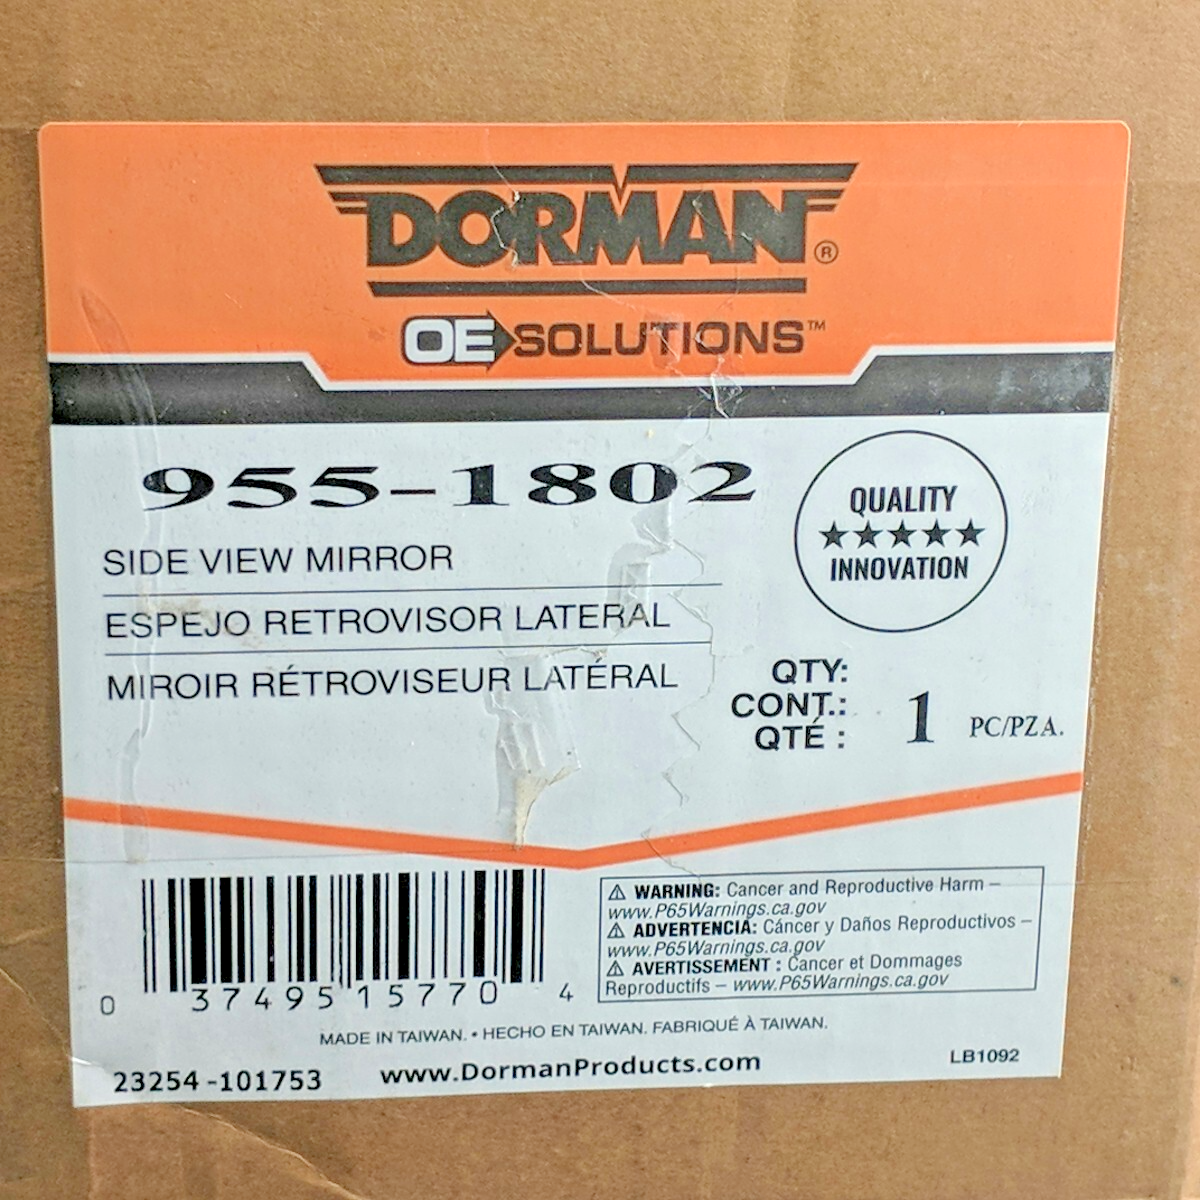 DORMAN®
OE SOLUTIONS™
955-1802
SIDE VIEW MIRROR
ESPEJO RETROVISOR LATERAL
MIROIR RÉTROVISEUR LATÉRAL
QUALITY
★★★★★
INNOVATION
QTY:
CONT.:
QTÉ :
1 PC/PZA.
0 37495 15770 4
⚠ WARNING: Cancer and Reproductive Harm –
www.P65Warnings.ca.gov
⚠ ADVERTENCIA: Cáncer y Daños Reproductivos –
www.P65Warnings.ca.gov
⚠ AVERTISSEMENT : Cancer et Dommages
Reproductifs – www.P65Warnings.ca.gov
MADE IN TAIWAN. • HECHO EN TAIWAN. FABRIQUÉ À TAIWAN.
23254-101753
www.DormanProducts.com
LB1092